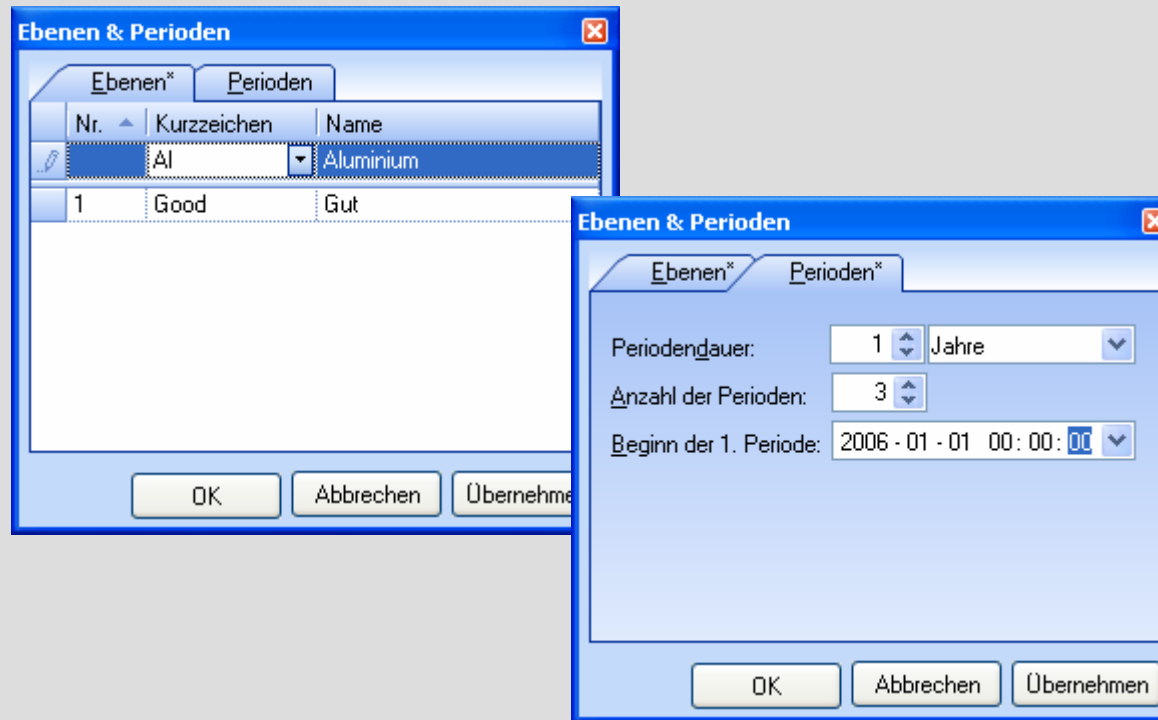 Ebenen & Perioden
Ebenen* Perioden
Nr. Kurzzeichen Name
Al Aluminium
1 Good Gut
OK Abbrechen Übernehme
Ebenen & Perioden
Ebenen* Perioden*
Periodendauer: 1 Jahre
Anzahl der Perioden: 3
Beginn der 1. Periode: 2006 - 01 - 01 00 : 00 : 00
OK Abbrechen Übernehmen